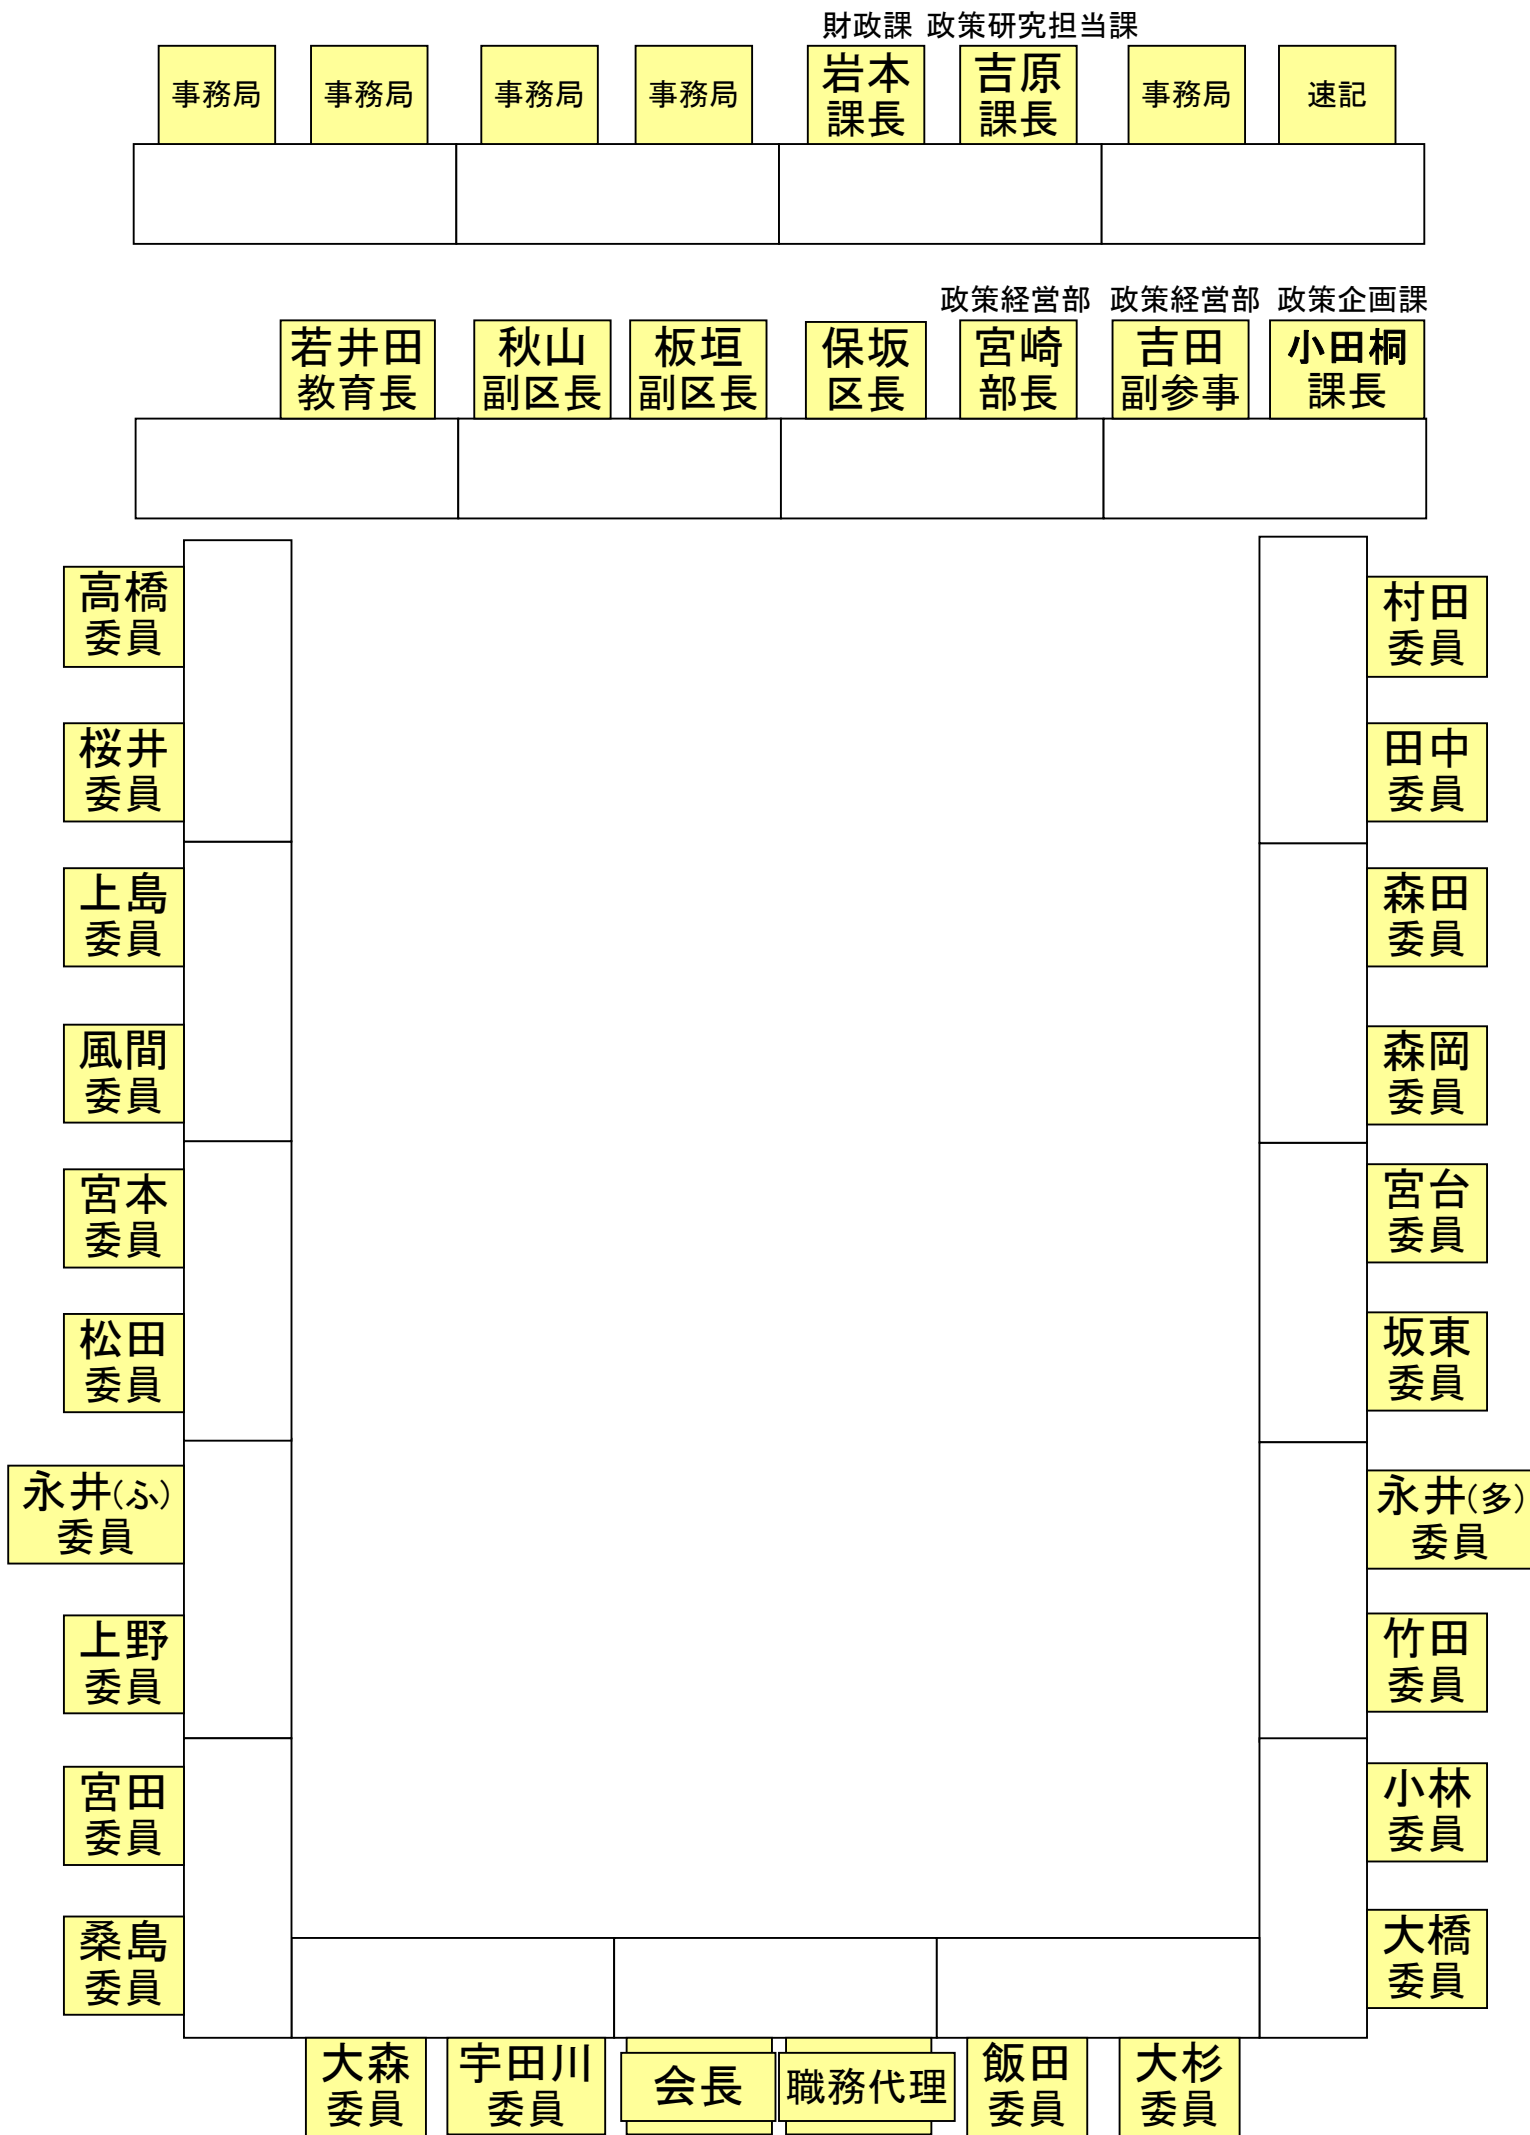 財政課 政策研究担当課
事務局
事務局
事務局
事務局
岩本
課長
吉原
課長
事務局
速記
政策経営部 政策経営部 政策企画課
若井田
教育長
秋山
副区長
板垣
副区長
保坂
区長
宮崎
部長
吉田
副参事
小田桐
課長
高橋
委員
村田
委員
桜井
委員
田中
委員
上島
委員
森田
委員
風間
委員
森岡
委員
宮本
委員
宮台
委員
松田
委員
坂東
委員
永井(ふ)
委員
永井(多)
委員
上野
委員
竹田
委員
宮田
委員
小林
委員
桑島
委員
大橋
委員
大森
委員
宇田川
委員
会長
職務代理
飯田
委員
大杉
委員